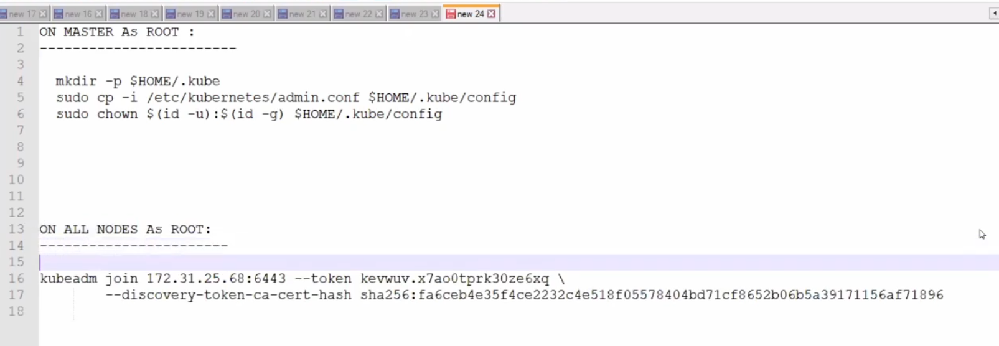 new 17 new 16 new 18 new 19 new 20 new 21 new 22 new 23 new 24
1 ON MASTER As ROOT :
2 ------------------------
3
4 mkdir -p $HOME/.kube
5 sudo cp -i /etc/kubernetes/admin.conf $HOME/.kube/config
6 sudo chown $(id -u):$(id -g) $HOME/.kube/config
7
8
9
10
11
12
13 ON ALL NODES As ROOT:
14 -----------------------
15
16 kubeadm join 172.31.25.68:6443 --token kevwuv.x7ao0tprk30ze6xq \
17 --discovery-token-ca-cert-hash sha256:fa6ceb4e35f4ce2232c4e518f05578404bd71cf8652b06b5a39171156af71896
18